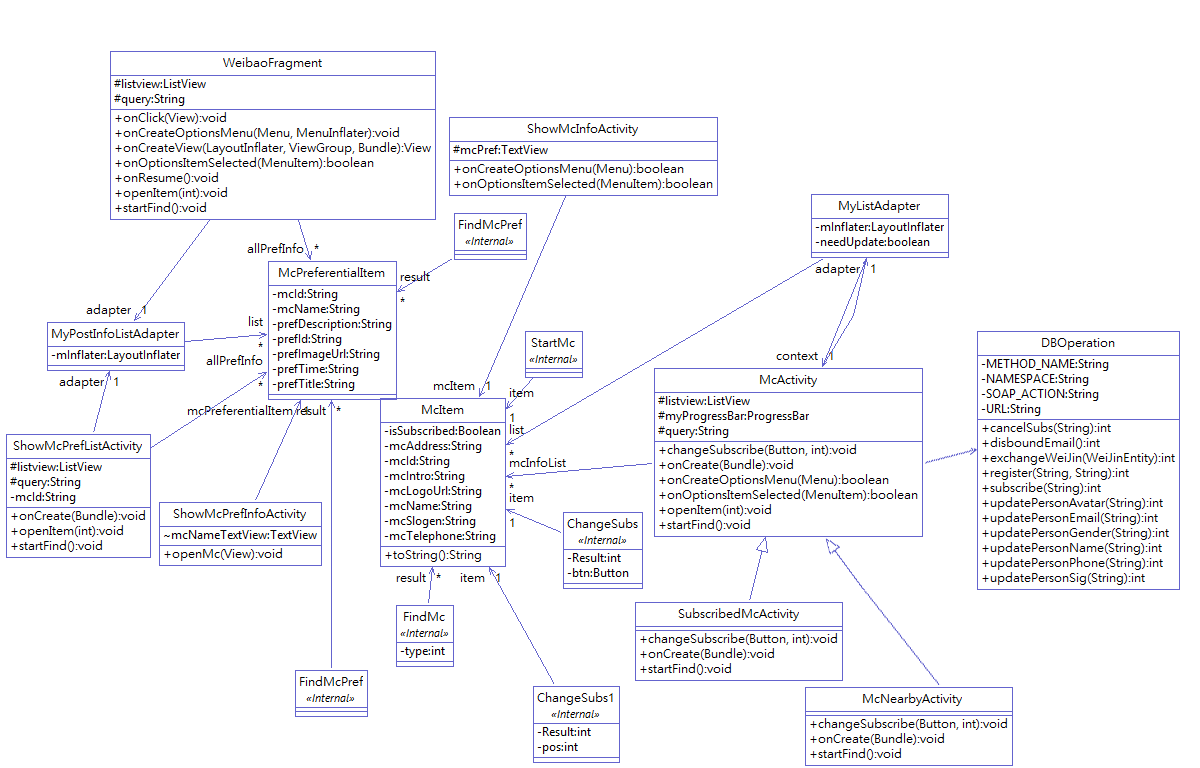 WeibaoFragment
#listview:ListView
#query:String
+onClick(View):void
+onCreateOptionsMenu(Menu, MenuInflater):void
+onCreateView(LayoutInflater, ViewGroup, Bundle):View
+onOptionsItemSelected(MenuItem):boolean
+onResume():void
+openItem(int):void
+startFind():void
ShowMcInfoActivity
#mcPref:TextView
+onCreateOptionsMenu(Menu):boolean
+onOptionsItemSelected(MenuItem):boolean
MyListAdapter
-mInflater:LayoutInflater
-needUpdate:boolean
adapter 1
FindMcPref
«Internal»
result
*
allPrefInfo *
McPreferentialItem
-mcId:String
-mcName:String
-prefDescription:String
-prefId:String
-prefImageUrl:String
-prefTime:String
-prefTitle:String
adapter 1
MyPostInfoListAdapter
-mInflater:LayoutInflater
list
*
allPrefInfo
*
adapter 1
mcPreferentialItem 1
result *
StartMc
«Internal»
item
1
mcItem 1
list
*
mcInfoList
*
item
1
McItem
-isSubscribed:Boolean
-mcAddress:String
-mcId:String
-mcIntro:String
-mcLogoUrl:String
-mcName:String
-mcSlogen:String
-mcTelephone:String
+toString():String
result *
item 1
context 1
McActivity
#listview:ListView
#myProgressBar:ProgressBar
#query:String
+changeSubscribe(Button, int):void
+onCreate(Bundle):void
+onCreateOptionsMenu(Menu):boolean
+onOptionsItemSelected(MenuItem):boolean
+openItem(int):void
+startFind():void
DBOperation
-METHOD_NAME:String
-NAMESPACE:String
-SOAP_ACTION:String
-URL:String
+cancelSubs(String):int
+disboundEmail():int
+exchangeWeiJin(WeiJinEntity):int
+register(String, String):int
+subscribe(String):int
+updatePersonAvatar(String):int
+updatePersonEmail(String):int
+updatePersonGender(String):int
+updatePersonName(String):int
+updatePersonPhone(String):int
+updatePersonSig(String):int
ShowMcPrefListActivity
#listview:ListView
#query:String
-mcId:String
+onCreate(Bundle):void
+openItem(int):void
+startFind():void
ShowMcPrefInfoActivity
~mcNameTextView:TextView
+openMc(View):void
ChangeSubs
«Internal»
-Result:int
-btn:Button
FindMc
«Internal»
-type:int
SubscribedMcActivity
+changeSubscribe(Button, int):void
+onCreate(Bundle):void
+startFind():void
FindMcPref
«Internal»
ChangeSubs1
«Internal»
-Result:int
-pos:int
McNearbyActivity
+changeSubscribe(Button, int):void
+onCreate(Bundle):void
+startFind():void